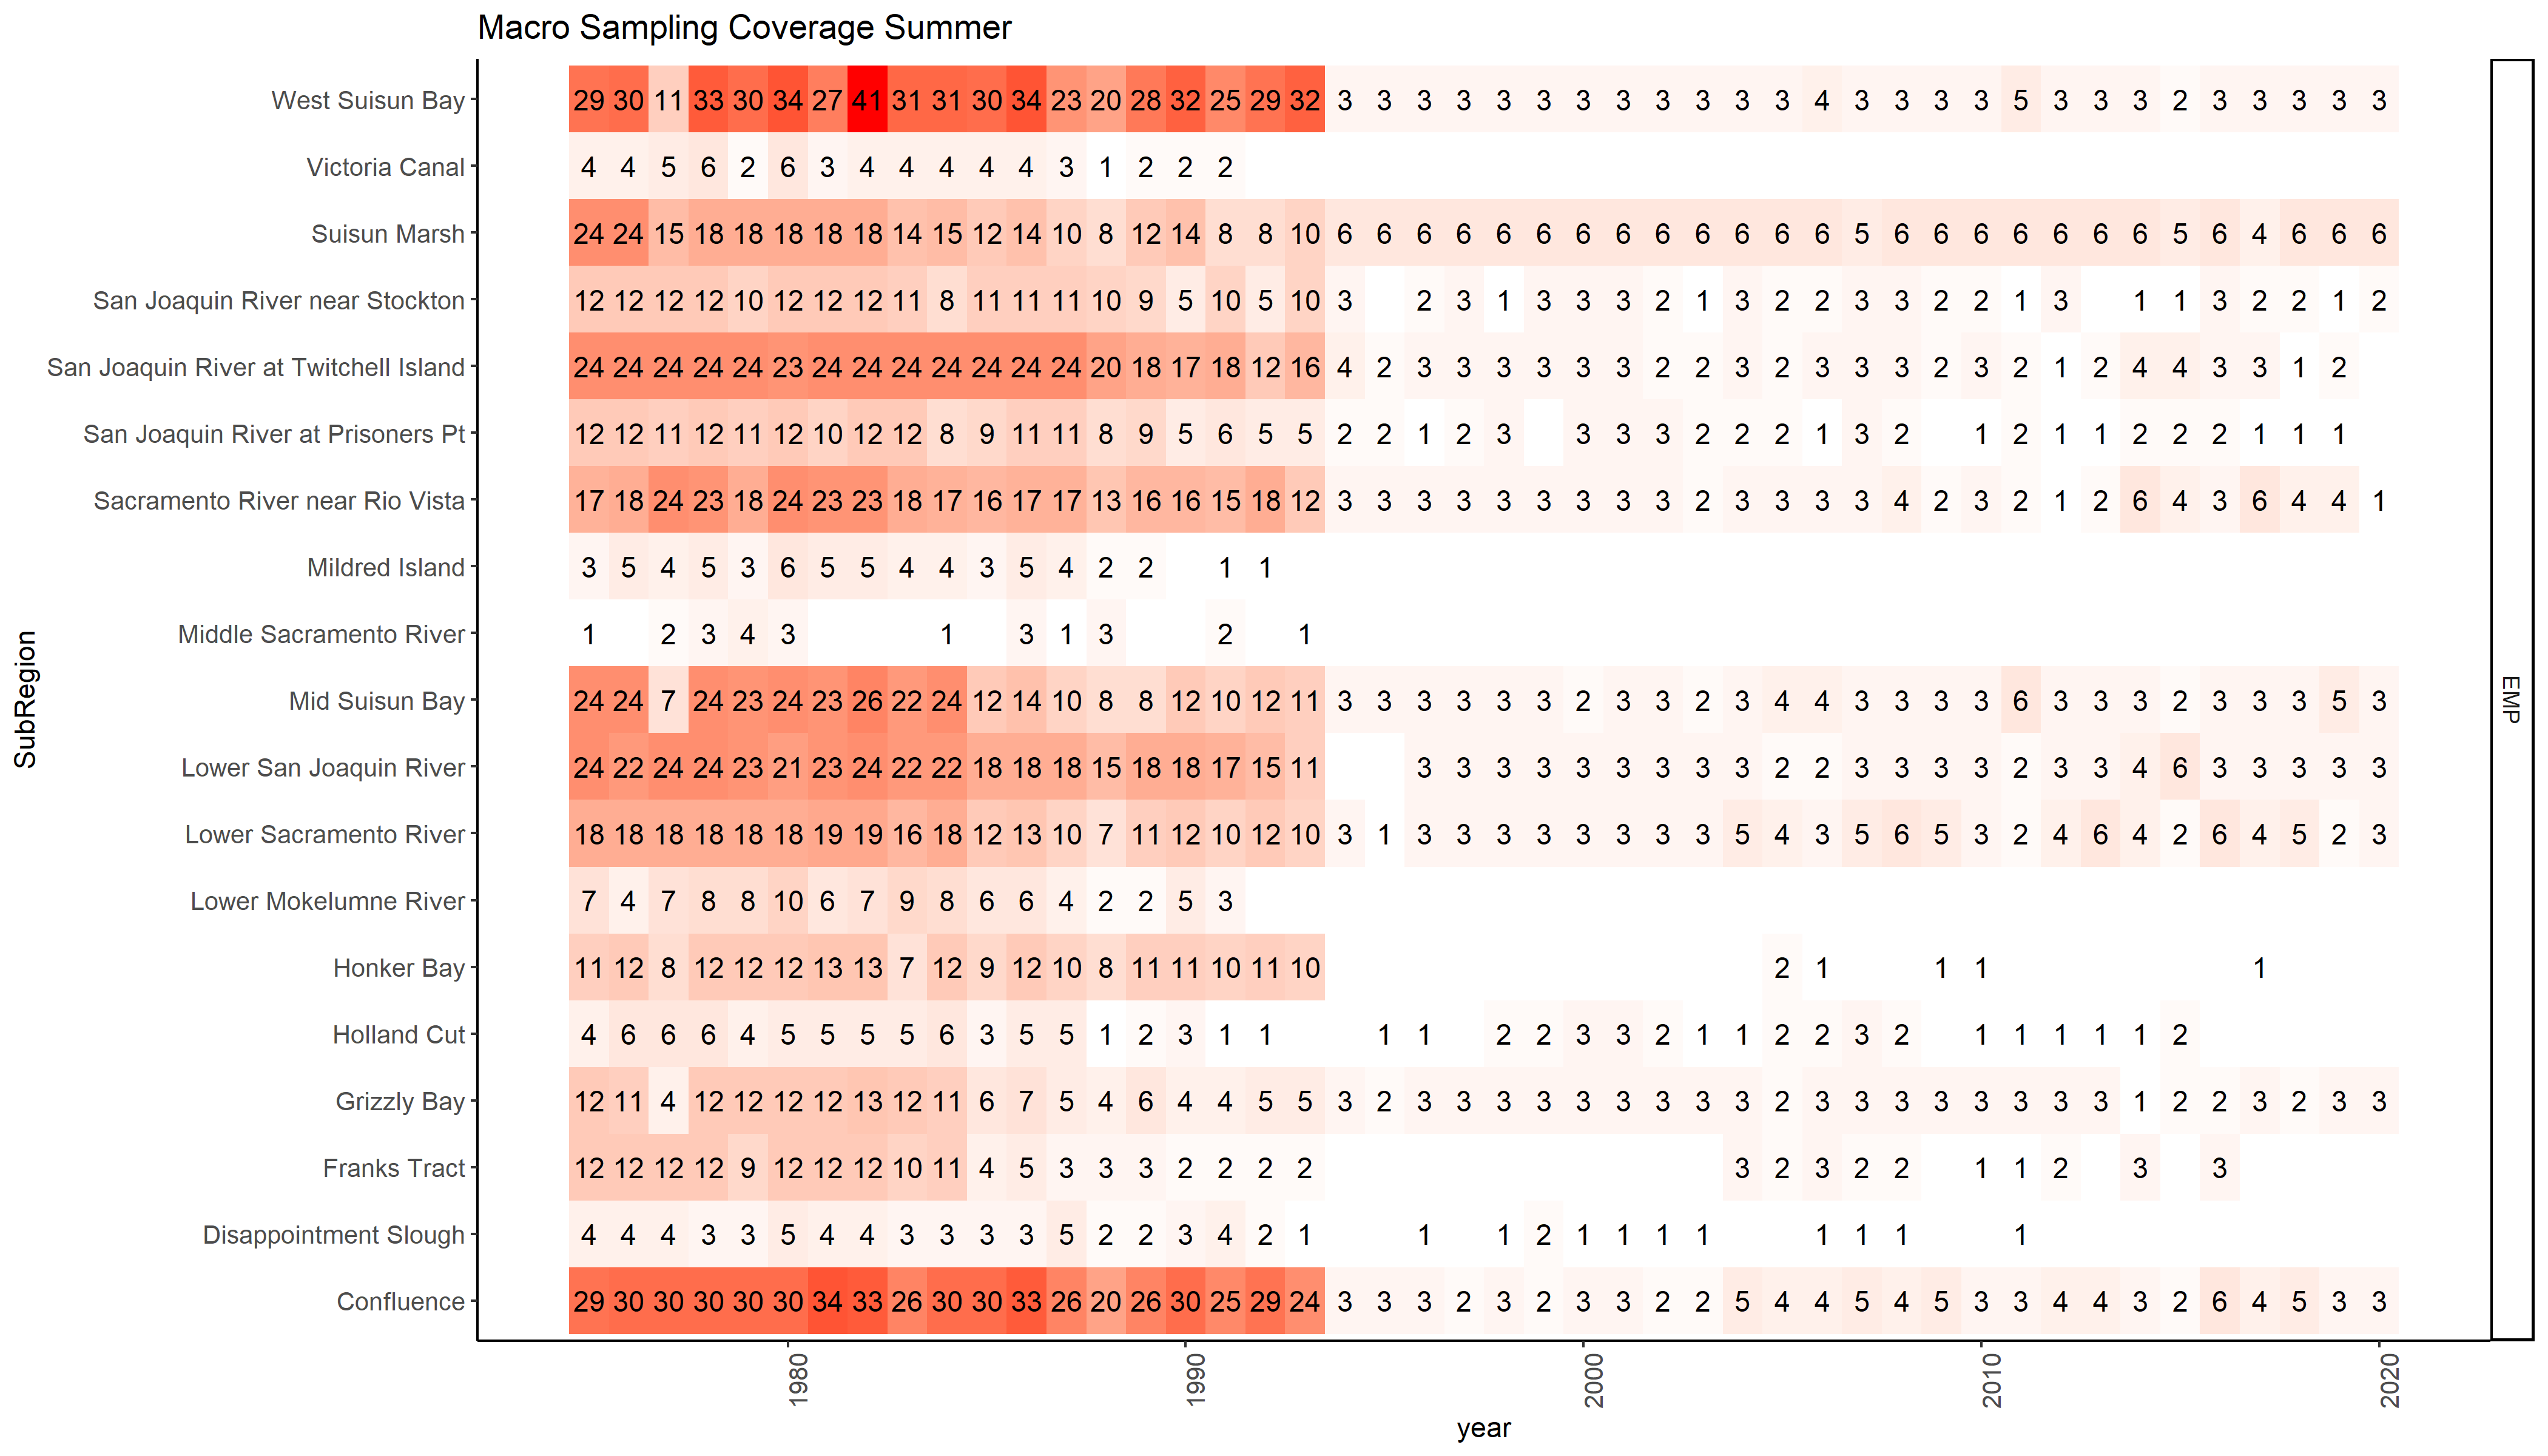 Macro Sampling Coverage Summer
West Suisun Bay 29 30 11 33 30 34 27 41 31 31 30 34 23 20 28 32 25 29 32 3 3 3 3 3 3 3 3 3 3 3 3 4 3 3 3 3 5 3 3 3 2 3 3 3 3 3
Victoria Canal 4 4 5 6 2 6 3 4 4 4 4 4 3 1 2 2 2
Suisun Marsh 24 24 15 18 18 18 18 18 14 15 12 14 10 8 12 14 8 8 10 6 6 6 6 6 6 6 6 6 6 6 6 6 5 6 6 6 6 6 6 6 5 6 4 6 6 6
San Joaquin River near Stockton 12 12 12 12 10 12 12 12 11 8 11 11 11 10 9 5 10 5 10 3 2 3 1 3 3 3 2 1 3 2 2 3 3 2 2 1 3 1 1 3 2 2 1 2
San Joaquin River at Twitchell Island 24 24 24 24 24 23 24 24 24 24 24 24 24 20 18 17 18 12 16 4 2 3 3 3 3 3 3 2 2 3 2 3 3 3 2 3 2 1 2 4 4 3 3 1 2
San Joaquin River at Prisoners Pt 12 12 11 12 11 12 10 12 12 8 9 11 11 8 9 5 6 5 5 2 2 1 2 3 3 3 3 2 2 2 1 3 2 1 2 1 1 2 2 2 1 1 1
Sacramento River near Rio Vista 17 18 24 23 18 24 23 23 18 17 16 17 17 13 16 16 15 18 12 3 3 3 3 3 3 3 3 3 2 3 3 3 3 4 2 3 2 1 2 6 4 3 6 4 4 1
Mildred Island 3 5 4 5 3 6 5 5 4 4 3 5 4 2 2 1 1
Middle Sacramento River 1 2 3 4 3 1 3 1 3 2 1
Mid Suisun Bay 24 24 7 24 23 24 23 26 22 24 12 14 10 8 8 12 10 12 11 3 3 3 3 3 3 2 3 3 2 3 4 4 3 3 3 3 6 3 3 3 2 3 3 3 5 3
Lower San Joaquin River 24 22 24 24 23 21 23 24 22 22 18 18 18 15 18 18 17 15 11 3 3 3 3 3 3 3 3 3 2 2 3 3 3 3 2 3 3 4 6 3 3 3 3 3
Lower Sacramento River 18 18 18 18 18 18 19 19 16 18 12 13 10 7 11 12 10 12 10 3 1 3 3 3 3 3 3 3 3 5 4 3 5 6 5 3 2 4 6 4 2 6 4 5 2 3
Lower Mokelumne River 7 4 7 8 8 10 6 7 9 8 6 6 4 2 2 5 3
Honker Bay 11 12 8 12 12 12 13 13 7 12 9 12 10 8 11 11 10 11 10 2 1 1 1 1
Holland Cut 4 6 6 6 4 5 5 5 5 6 3 5 5 1 2 3 1 1 1 1 2 2 3 3 2 1 1 2 2 3 2 1 1 1 1 1 2
Grizzly Bay 12 11 4 12 12 12 12 13 12 11 6 7 5 4 6 4 4 5 5 3 2 3 3 3 3 3 3 3 3 3 2 3 3 3 3 3 3 3 3 1 2 2 3 2 3 3
Franks Tract 12 12 12 12 9 12 12 12 10 11 4 5 3 3 3 2 2 2 2 3 2 3 2 2 1 1 2 3 3
Disappointment Slough 4 4 4 3 3 5 4 4 3 3 3 3 5 2 2 3 4 2 1 1 1 2 1 1 1 1 1 1 1 1
Confluence 29 30 30 30 30 30 34 33 26 30 30 33 26 20 26 30 25 29 24 3 3 3 2 3 2 3 3 2 2 5 4 4 5 4 5 3 3 4 4 3 2 6 4 5 3 3
1980 1990 2000 2010 2020
year
SubRegion
EMP